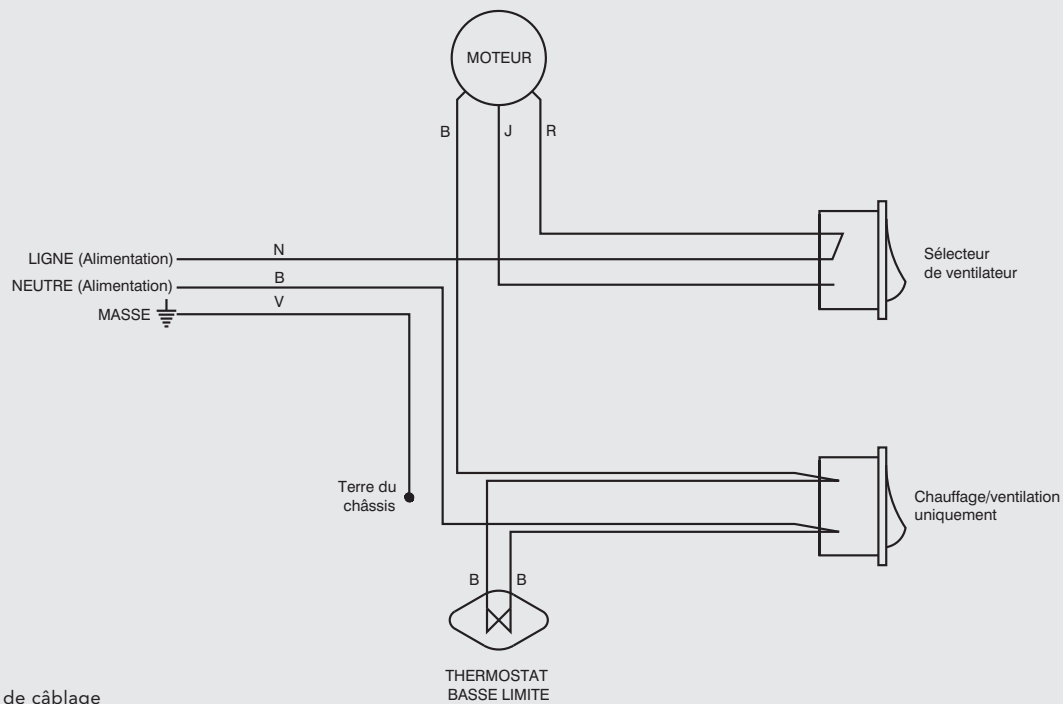 MOTEUR
B
J
R
LIGNE (Alimentation)
N
NEUTRE (Alimentation)
B
MASSE
V
Sélecteur
de ventilateur
Terre du
châssis
Chauffage/ventilation
uniquement
B
B
THERMOSTAT
BASSE LIMITE
de câblage